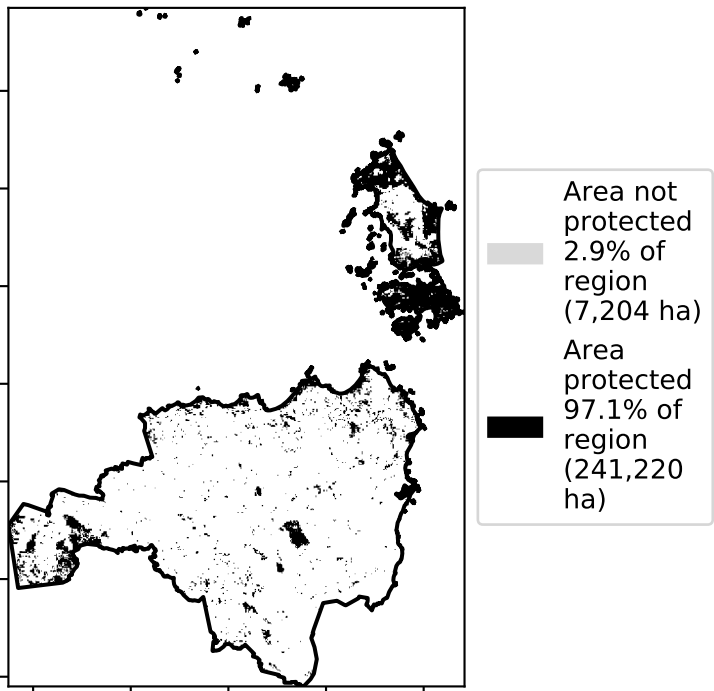 Area not
protected
2.9% of
region
(7,204 ha)
Area
protected
97.1% of
region
(241,220
ha)